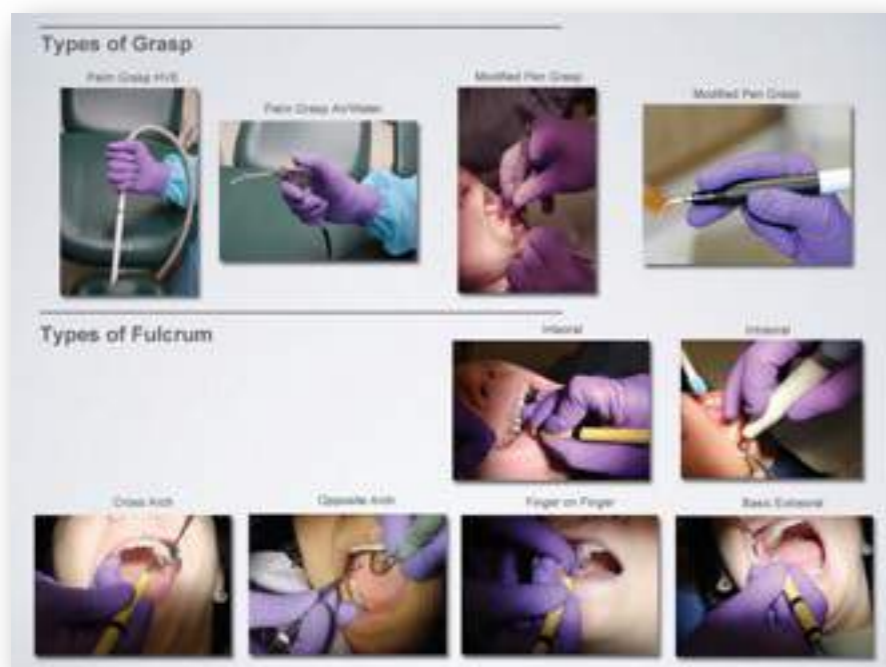 Types of Grasp
Palm Grasp HVE
Palm Grasp Air/Water
Modified Pen Grasp
Modified Pen Grasp
Types of Fulcrum
Intraoral
Cross Arch
Opposite Arch
Finger on Finger
Basic Extraoral